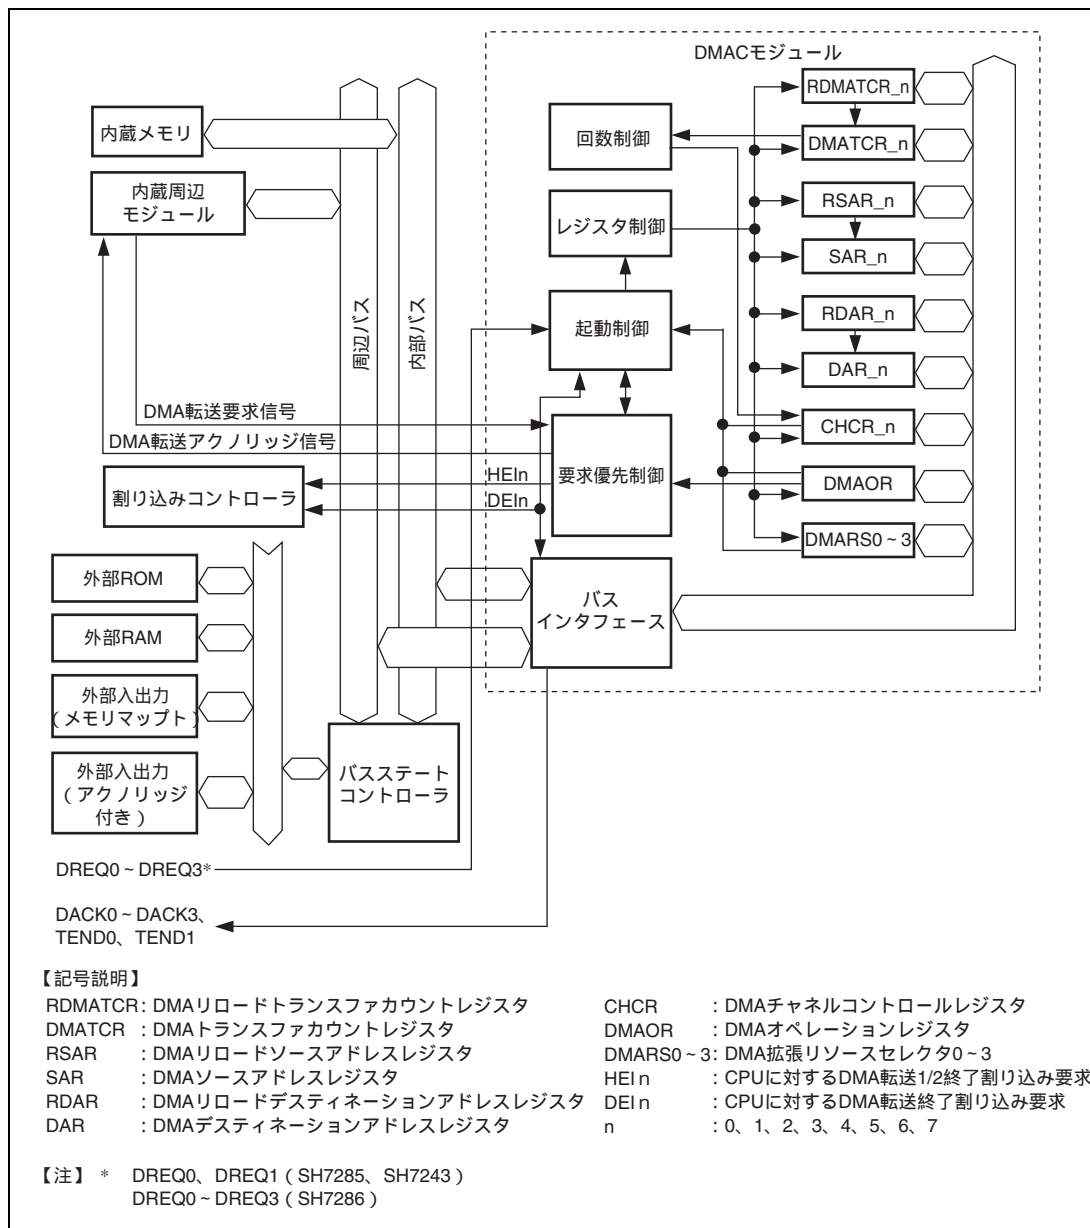 DMACモジュール
RDMATCR_n
内蔵メモリ
回数制御
DMATCR_n
内蔵周辺
モジュール
RSAR_n
レジスタ制御
SAR_n
周辺バス
内部バス
起動制御
RDAR_n
DAR_n
DMA転送要求信号
CHCR_n
DMA転送アクノリッジ信号
HEIn
要求優先制御
DMAOR
割り込みコントローラ
DEIn
DMARS0~3
外部ROM
バス
インタフェース
外部RAM
外部入出力
(メモリマップト)
外部入出力
(アクノリッジ
付き)
バスステート
コントローラ
DREQ0~DREQ3*
DACK0~DACK3、
TEND0、TEND1
【記号説明】
RDMATCR:DMAリロードトランスファカウントレジスタ
DMATCR :DMAトランスファカウントレジスタ
RSAR :DMAリロードソースアドレスレジスタ
SAR :DMAソースアドレスレジスタ
RDAR :DMAリロードデスティネーションアドレスレジスタ
DAR :DMAデスティネーションアドレスレジスタ
CHCR :DMAチャネルコントロールレジスタ
DMAOR :DMAオペレーションレジスタ
DMARS0~3:DMA拡張リソースセレクタ0~3
HEIn :CPUに対するDMA転送1/2終了割り込み要求
DEIn :CPUに対するDMA転送終了割り込み要求
n :0、1、2、3、4、5、6、7
【注】 * DREQ0、DREQ1(SH7285、SH7243)
DREQ0~DREQ3(SH7286)